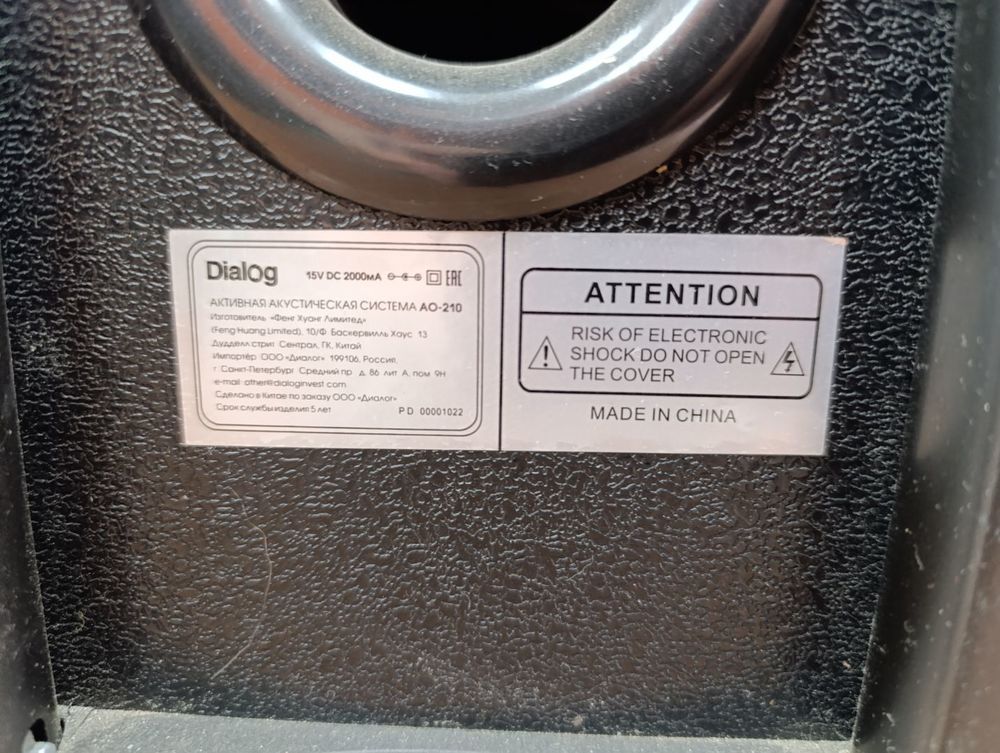 Dialog 15V DC 2000мА EAC
АКТИВНАЯ АКУСТИЧЕСКАЯ СИСТЕМА AO-210
Изготовитель «Фенг Хуанг Лимитед»
(Feng Huang Limited), 10/Ф Баскервилль Хаус 13
Дудделл стрит Сентрал, ГК, Китай
Импортёр ООО «Диалог» 199106, Россия,
г. Санкт-Петербург Средний пр д. 86 лит А, пом 9Н
e-mail other@dialoginvest.com
Сделано в Китае по заказу ООО «Диалог»
Срок службы изделия 5 лет PD 00001022
ATTENTION
RISK OF ELECTRONIC
SHOCK DO NOT OPEN
THE COVER
MADE IN CHINA